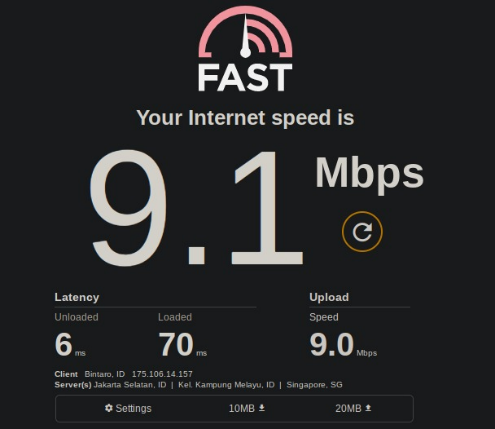 FAST
Your Internet speed is
9.1 Mbps
Latency Upload
Unloaded Loaded Speed
6 ms 70 ms 9.0 Mbps
Client Bintaro, ID 175.106.14.157
Server(s) Jakarta Selatan, ID | Kel. Kampung Melayu, ID | Singapore, SG
Settings 10MB 20MB